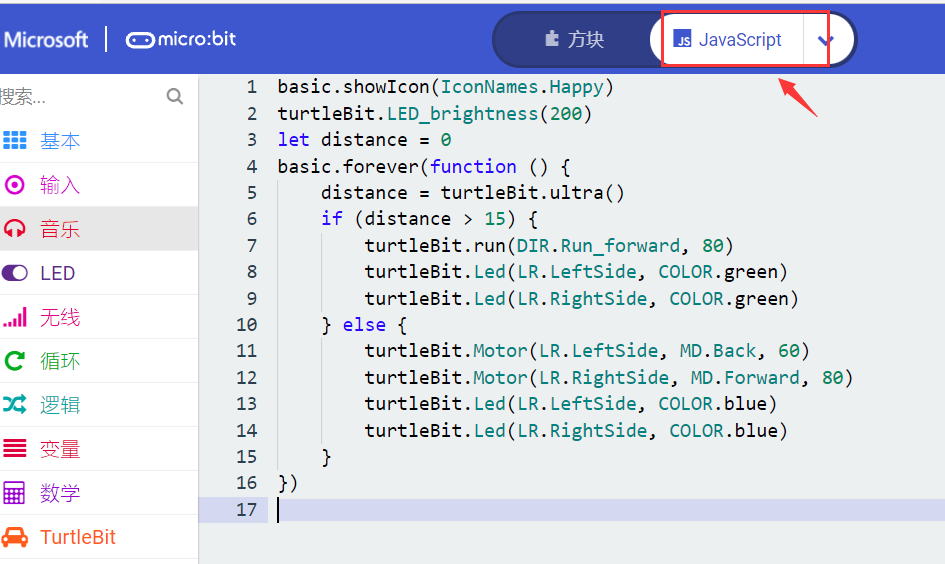 Microsoft micro:bit 方块 JS JavaScript
搜索...
基本
输入
音乐
LED
无线
循环
逻辑
变量
数学
TurtleBit
1 basic.showIcon(IconNames.Happy)
2 turtleBit.LED_brightness(200)
3 let distance = 0
4 basic.forever(function () {
5     distance = turtleBit.ultra()
6     if (distance > 15) {
7         turtleBit.run(DIR.Run_forward, 80)
8         turtleBit.Led(LR.LeftSide, COLOR.green)
9         turtleBit.Led(LR.RightSide, COLOR.green)
10     } else {
11         turtleBit.Motor(LR.LeftSide, MD.Back, 60)
12         turtleBit.Motor(LR.RightSide, MD.Forward, 80)
13         turtleBit.Led(LR.LeftSide, COLOR.blue)
14         turtleBit.Led(LR.RightSide, COLOR.blue)
15     }
16 })
17